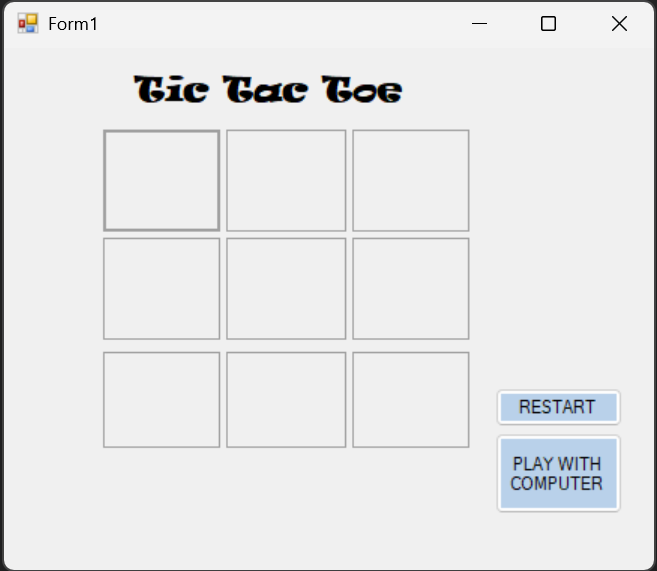 Form1
Tic Tac Toe
RESTART
PLAY WITH
COMPUTER